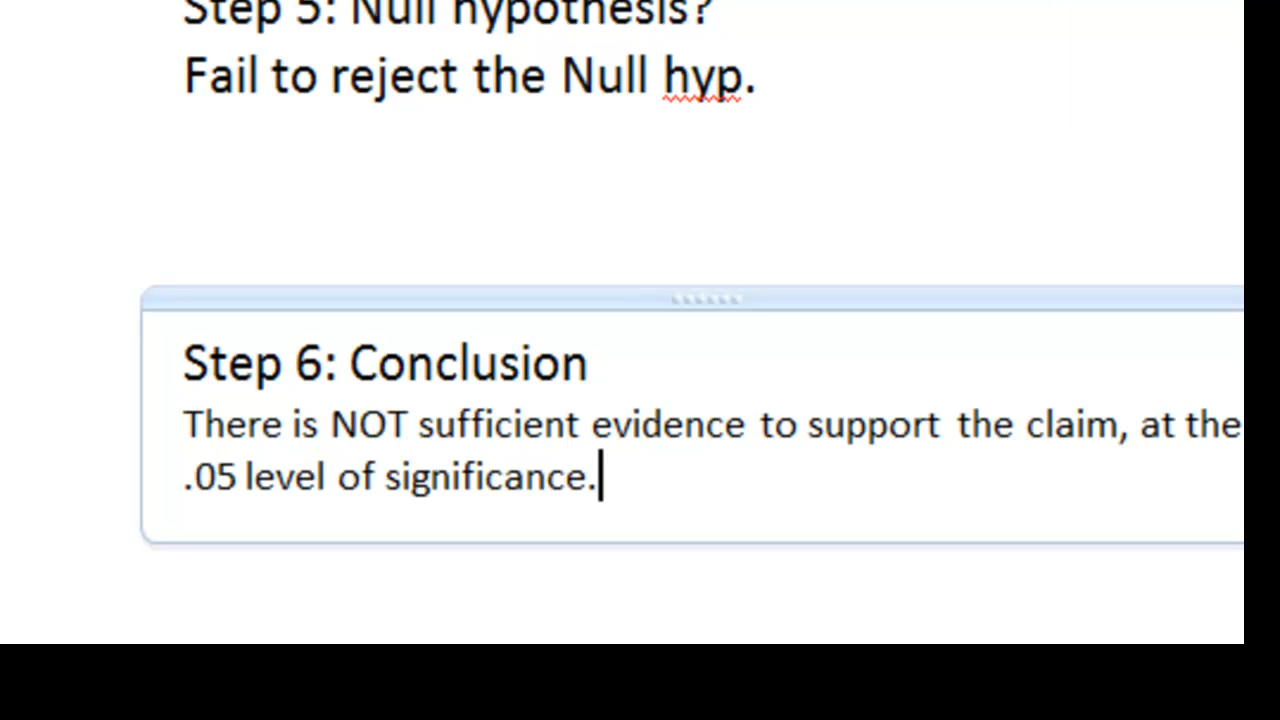 Step 5: Null hypothesis?
Fail to reject the Null hyp.
Step 6: Conclusion
There is NOT sufficient evidence to support the claim, at the
.05 level of significance.